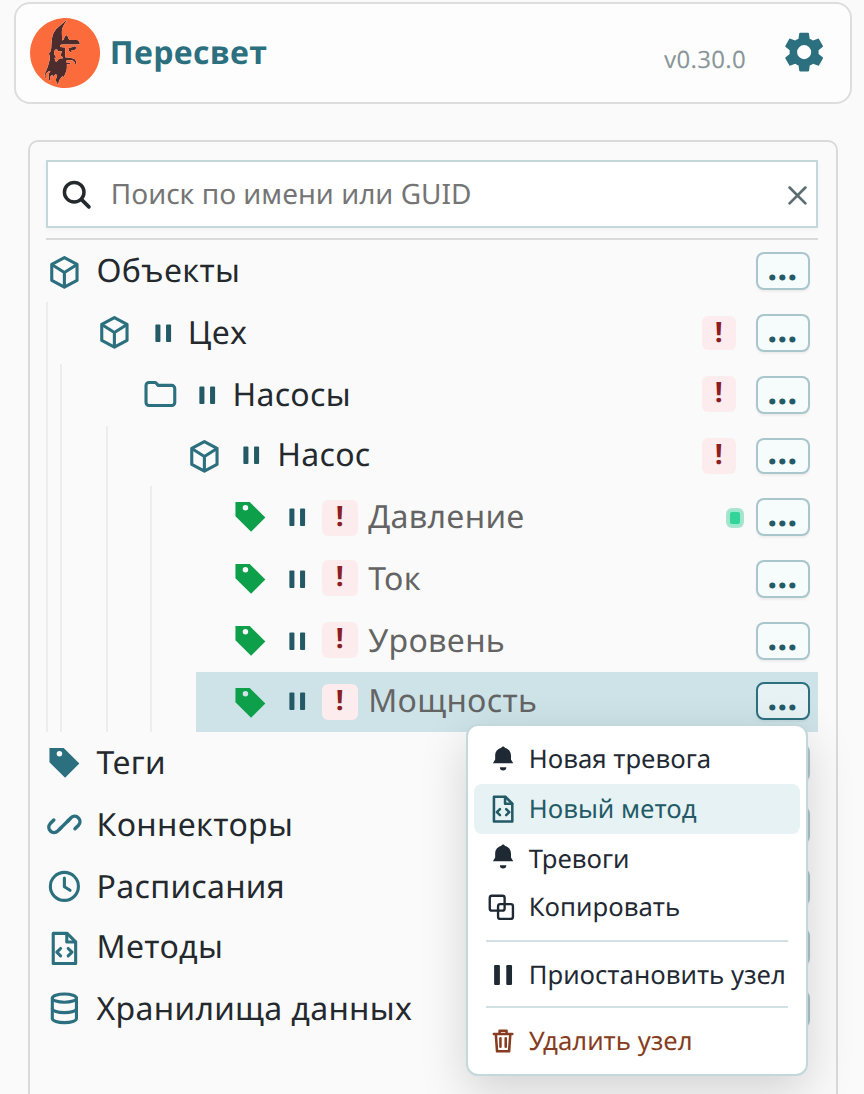 Пересвет
v0.30.0
Поиск по имени или GUID
Объекты
Цех !
Насосы !
Насос !
! Давление
! Ток
! Уровень
! Мощность
Теги
Коннекторы
Расписания
Методы
Хранилища данных
Новая тревога
Новый метод
Тревоги
Копировать
Приостановить узел
Удалить узел